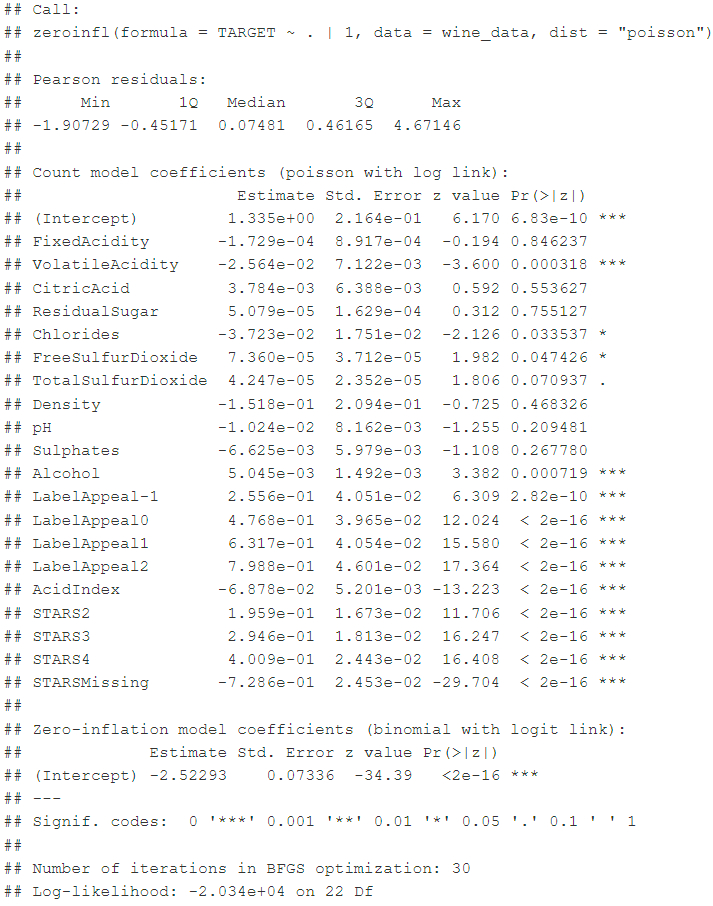 ## Call:
## zeroinfl(formula = TARGET ~ . | 1, data = wine_data, dist = "poisson")
##
## Pearson residuals:
##      Min       1Q   Median       3Q      Max
## -1.90729 -0.45171  0.07481  0.46165  4.67146
##
## Count model coefficients (poisson with log link):
##                      Estimate Std. Error z value Pr(>|z|)
## (Intercept)         1.335e+00  2.164e-01   6.170 6.83e-10 ***
## FixedAcidity       -1.729e-04  8.917e-04  -0.194 0.846237
## VolatileAcidity    -2.564e-02  7.122e-03  -3.600 0.000318 ***
## CitricAcid          3.784e-03  6.388e-03   0.592 0.553627
## ResidualSugar       5.079e-05  1.629e-04   0.312 0.755127
## Chlorides          -3.723e-02  1.751e-02  -2.126 0.033537 *
## FreeSulfurDioxide   7.360e-05  3.712e-05   1.982 0.047426 *
## TotalSulfurDioxide  4.247e-05  2.352e-05   1.806 0.070937 .
## Density            -1.518e-01  2.094e-01  -0.725 0.468326
## pH                 -1.024e-02  8.162e-03  -1.255 0.209481
## Sulphates          -6.625e-03  5.979e-03  -1.108 0.267780
## Alcohol             5.045e-03  1.492e-03   3.382 0.000719 ***
## LabelAppeal-1       2.556e-01  4.051e-02   6.309 2.82e-10 ***
## LabelAppeal0        4.768e-01  3.965e-02  12.024  < 2e-16 ***
## LabelAppeal1        6.317e-01  4.054e-02  15.580  < 2e-16 ***
## LabelAppeal2        7.988e-01  4.601e-02  17.364  < 2e-16 ***
## AcidIndex          -6.878e-02  5.201e-03 -13.223  < 2e-16 ***
## STARS2              1.959e-01  1.673e-02  11.706  < 2e-16 ***
## STARS3              2.946e-01  1.813e-02  16.247  < 2e-16 ***
## STARS4              4.009e-01  2.443e-02  16.408  < 2e-16 ***
## STARSMissing       -7.286e-01  2.453e-02 -29.704  < 2e-16 ***
##
## Zero-inflation model coefficients (binomial with logit link):
##             Estimate Std. Error z value Pr(>|z|)
## (Intercept) -2.52293    0.07336  -34.39   <2e-16 ***
## ---
## Signif. codes:  0 '***' 0.001 '**' 0.01 '*' 0.05 '.' 0.1 ' ' 1
##
## Number of iterations in BFGS optimization: 30
## Log-likelihood: -2.034e+04 on 22 Df